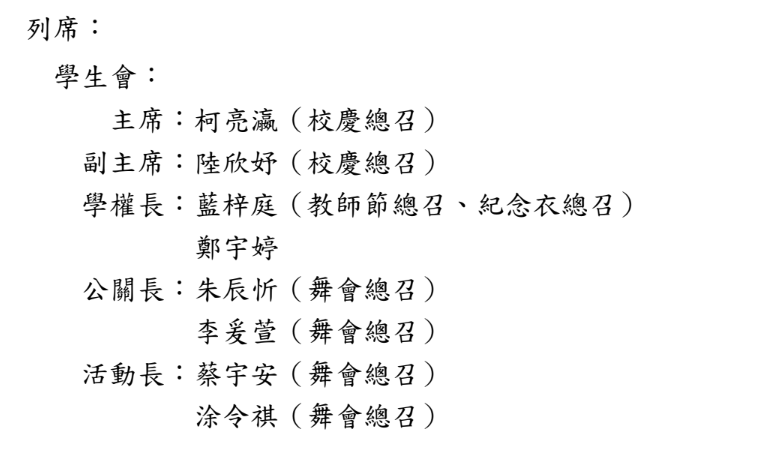 列席：
學生會：
主席：柯亮瀛（校慶總召）
副主席：陸欣妤（校慶總召）
學權長：藍梓庭（教師節總召、紀念衣總召）
鄭宇婷
公關長：朱辰忻（舞會總召）
李爰萱（舞會總召）
活動長：蔡宇安（舞會總召）
涂令祺（舞會總召）